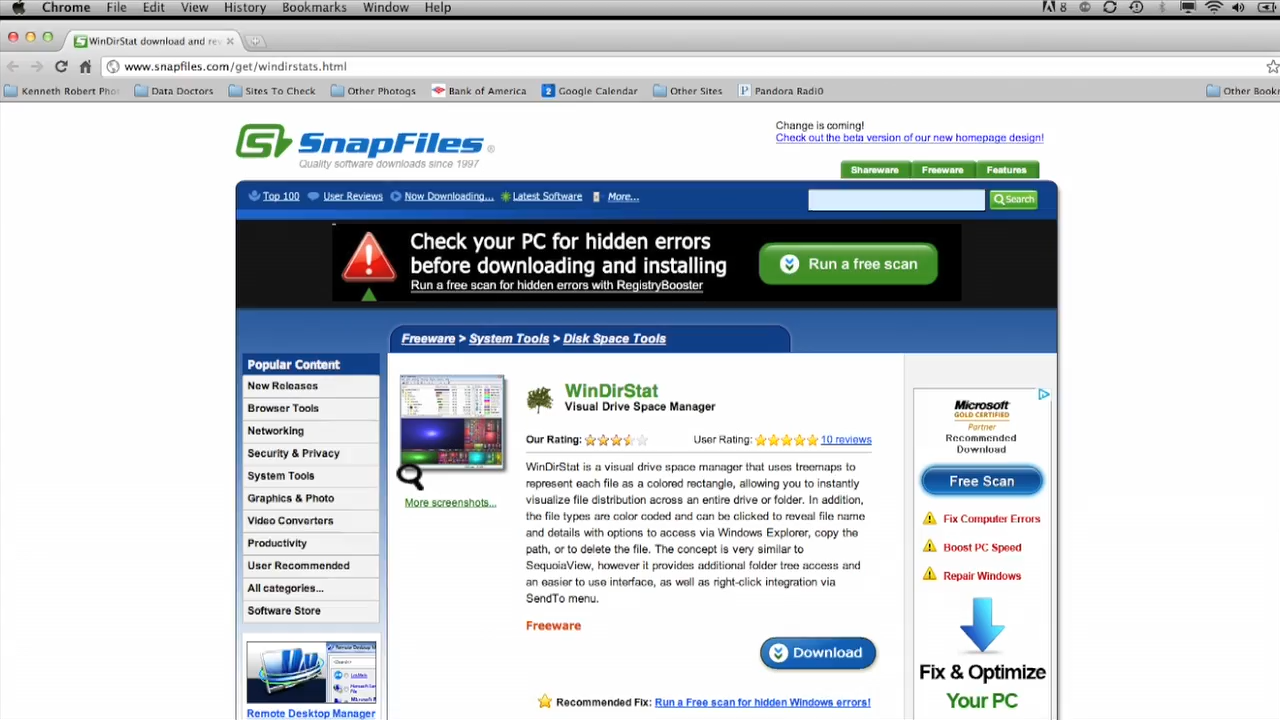 Chrome File Edit View History Bookmarks Window Help 8
WinDirStat download and rev
www.snapfiles.com/get/windirstats.html
Kenneth Robert Pho Data Doctors Sites To Check Other Photogs Bank of America 2 Google Calendar Other Sites P Pandora Radi0 Other Book
SnapFiles ®
Quality software downloads since 1997
Change is coming!
Check out the beta version of our new homepage design!
Shareware Freeware Features
Top 100 User Reviews Now Downloading... Latest Software More... Search
Check your PC for hidden errors
before downloading and installing
Run a free scan for hidden errors with RegistryBooster
Run a free scan
Freeware > System Tools > Disk Space Tools
Popular Content
New Releases
Browser Tools
Networking
Security & Privacy
System Tools
Graphics & Photo
Video Converters
Productivity
User Recommended
All categories...
Software Store
Remote Desktop Manager
More screenshots...
WinDirStat
Visual Drive Space Manager
Our Rating: User Rating: 10 reviews
WinDirStat is a visual drive space manager that uses treemaps to
represent each file as a colored rectangle, allowing you to instantly
visualize file distribution across an entire drive or folder. In addition,
the file types are color coded and can be clicked to reveal file name
and details with options to access via Windows Explorer, copy the
path, or to delete the file. The concept is very similar to
SequoiaView, however it provides additional folder tree access and
an easier to use interface, as well as right-click integration via
SendTo menu.
Freeware
Download
Recommended Fix: Run a Free scan for hidden Windows errors!
Microsoft
GOLD CERTIFIED
Partner
Recommended
Download
Free Scan
Fix Computer Errors
Boost PC Speed
Repair Windows
Fix & Optimize
Your PC